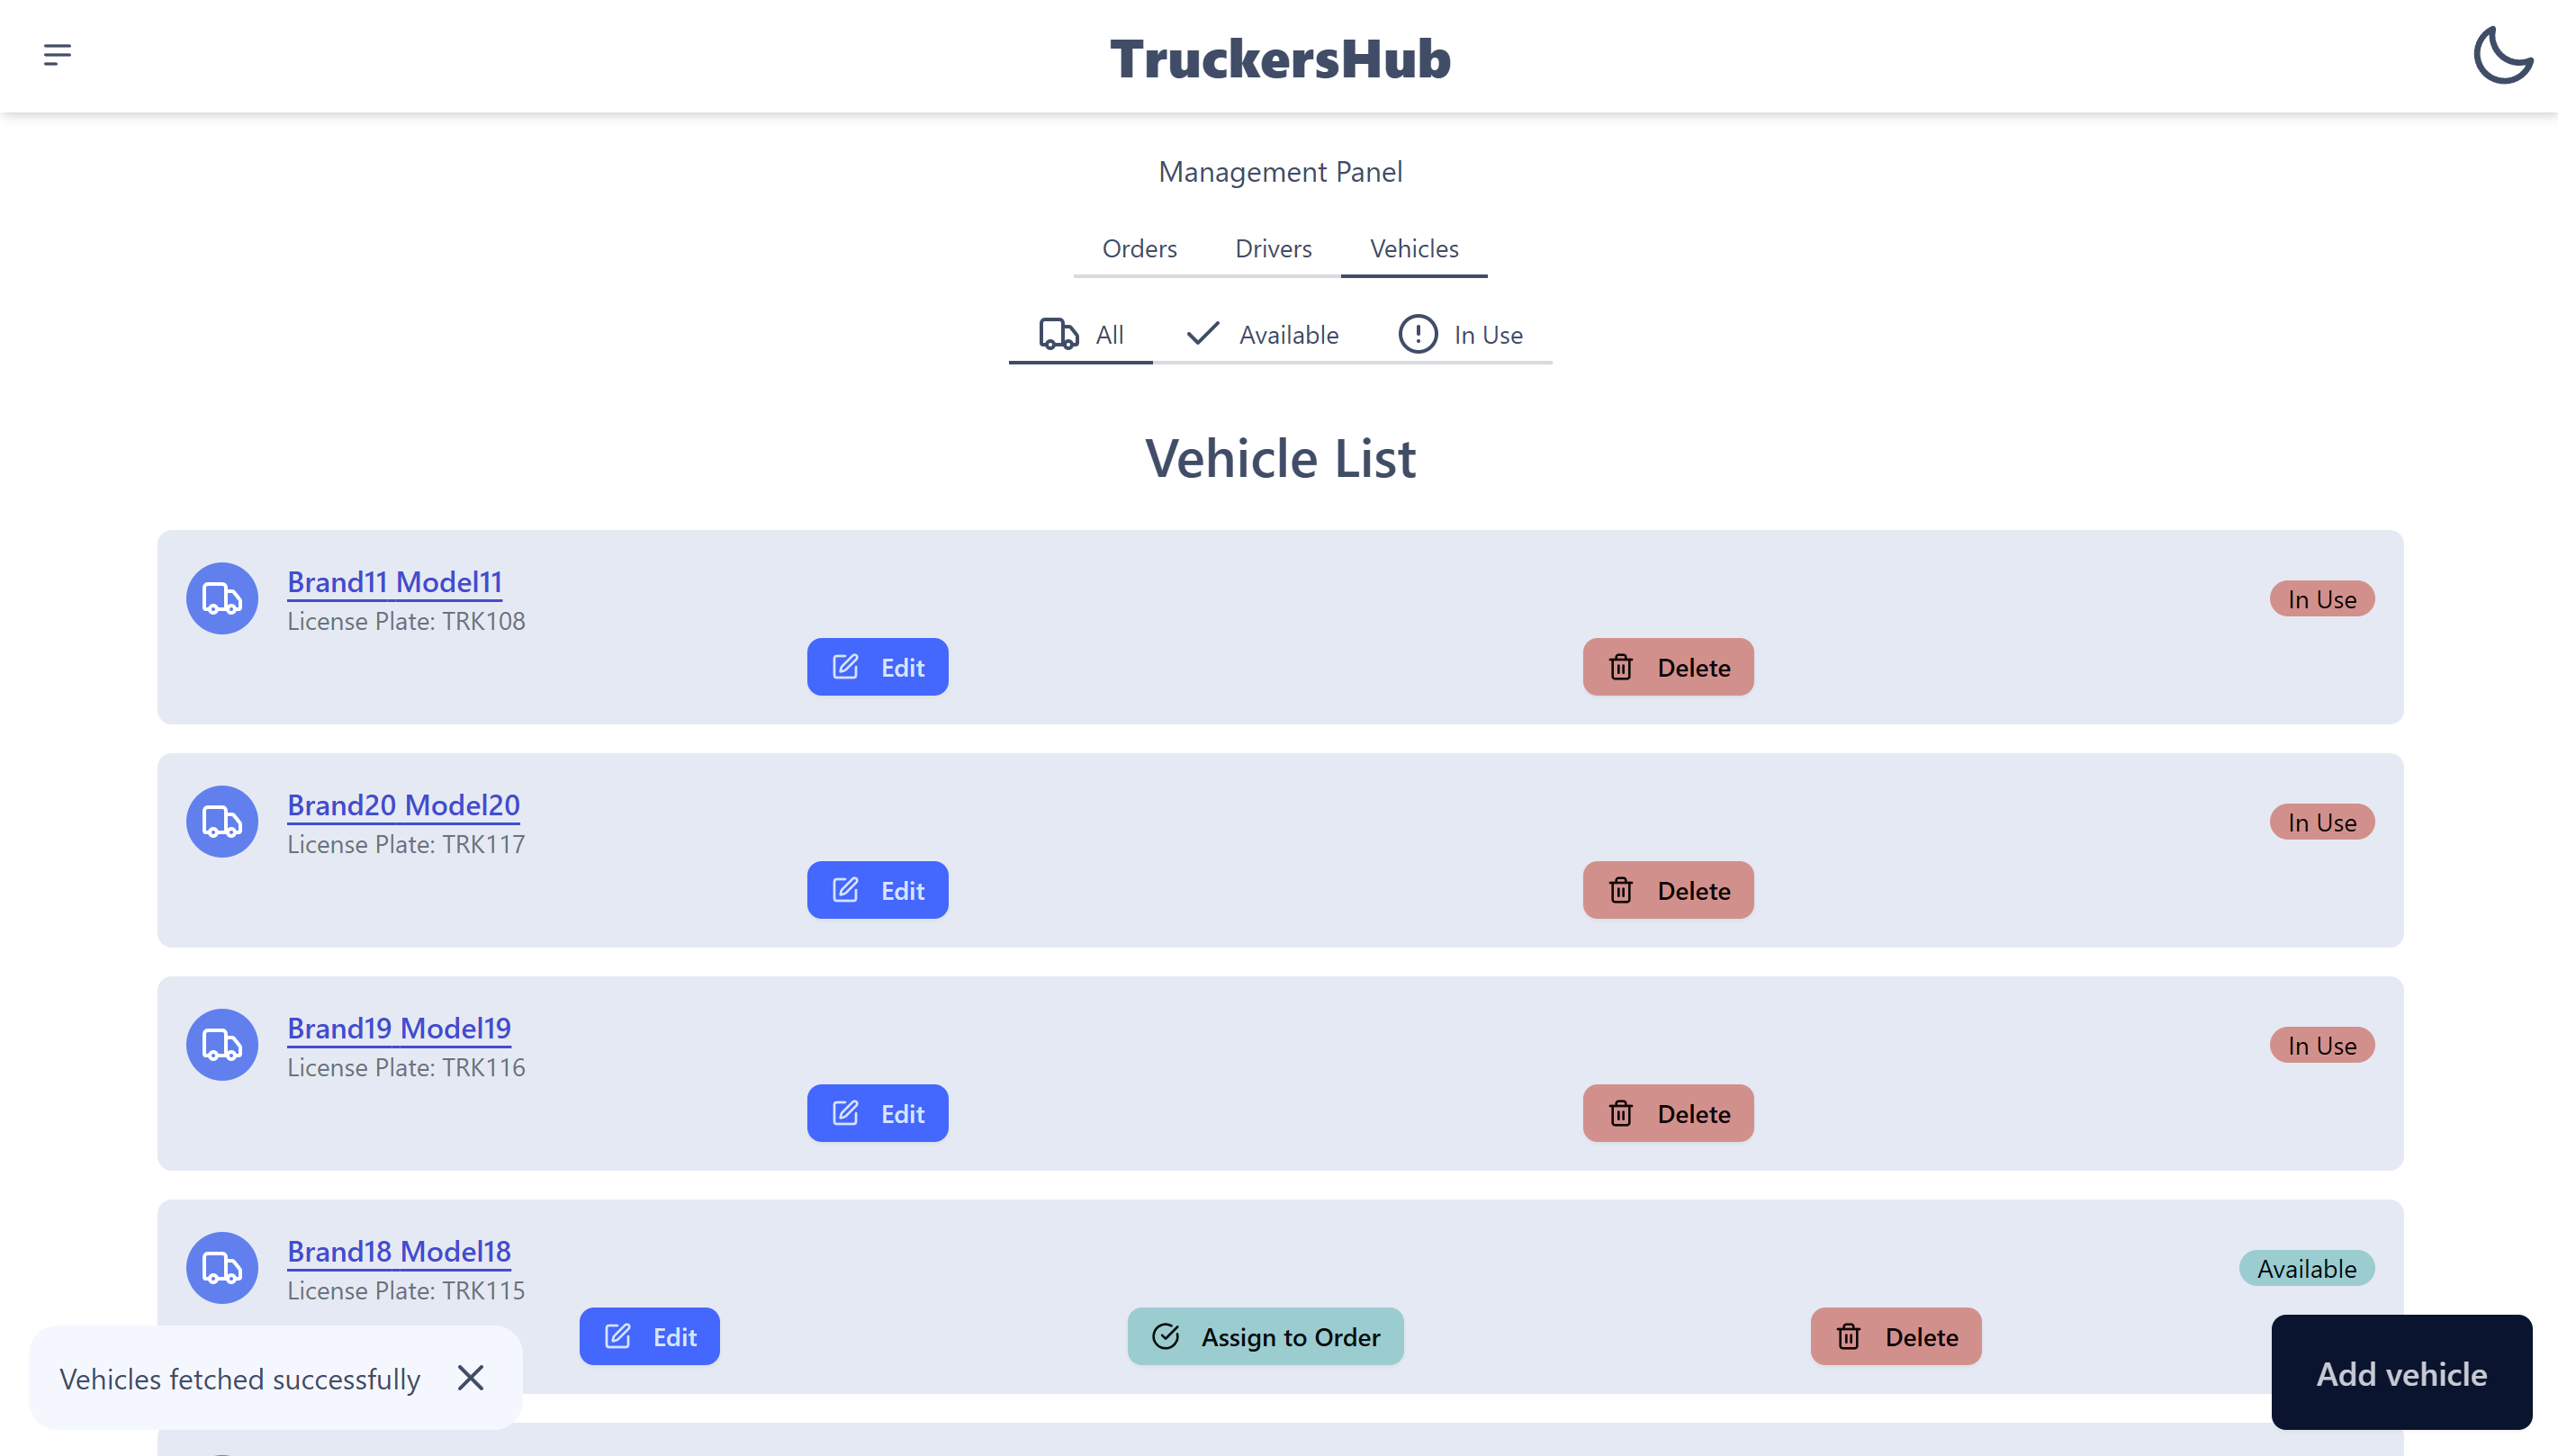 TruckersHub
Management Panel
Orders Drivers Vehicles
All Available In Use
Vehicle List
Brand11 Model11
License Plate: TRK108
In Use
Edit Delete
Brand20 Model20
License Plate: TRK117
In Use
Edit Delete
Brand19 Model19
License Plate: TRK116
In Use
Edit Delete
Brand18 Model18
License Plate: TRK115
Available
Edit Assign to Order Delete
Vehicles fetched successfully
Add vehicle